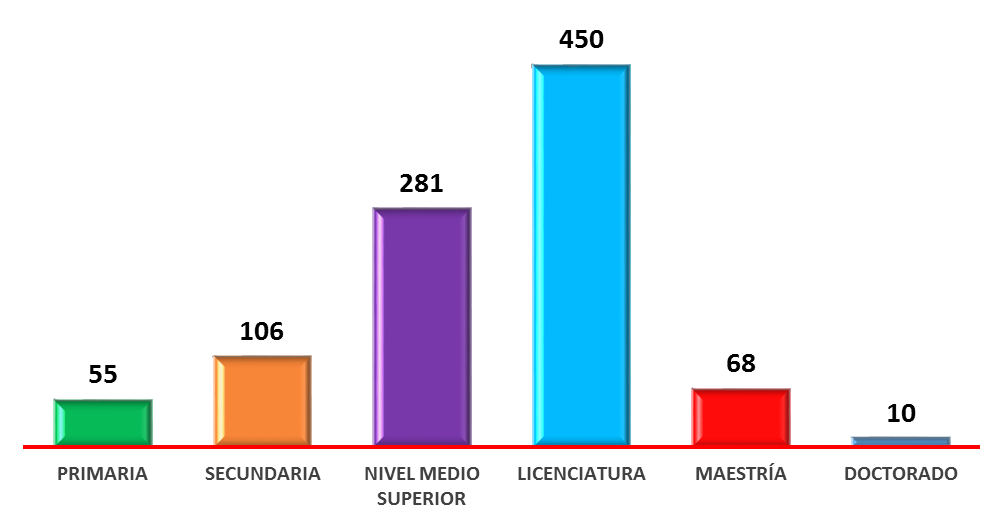 450
281
106
68
55
10
PRIMARIA
SECUNDARIA
NIVEL MEDIO
SUPERIOR
LICENCIATURA
MAESTRÍA
DOCTORADO